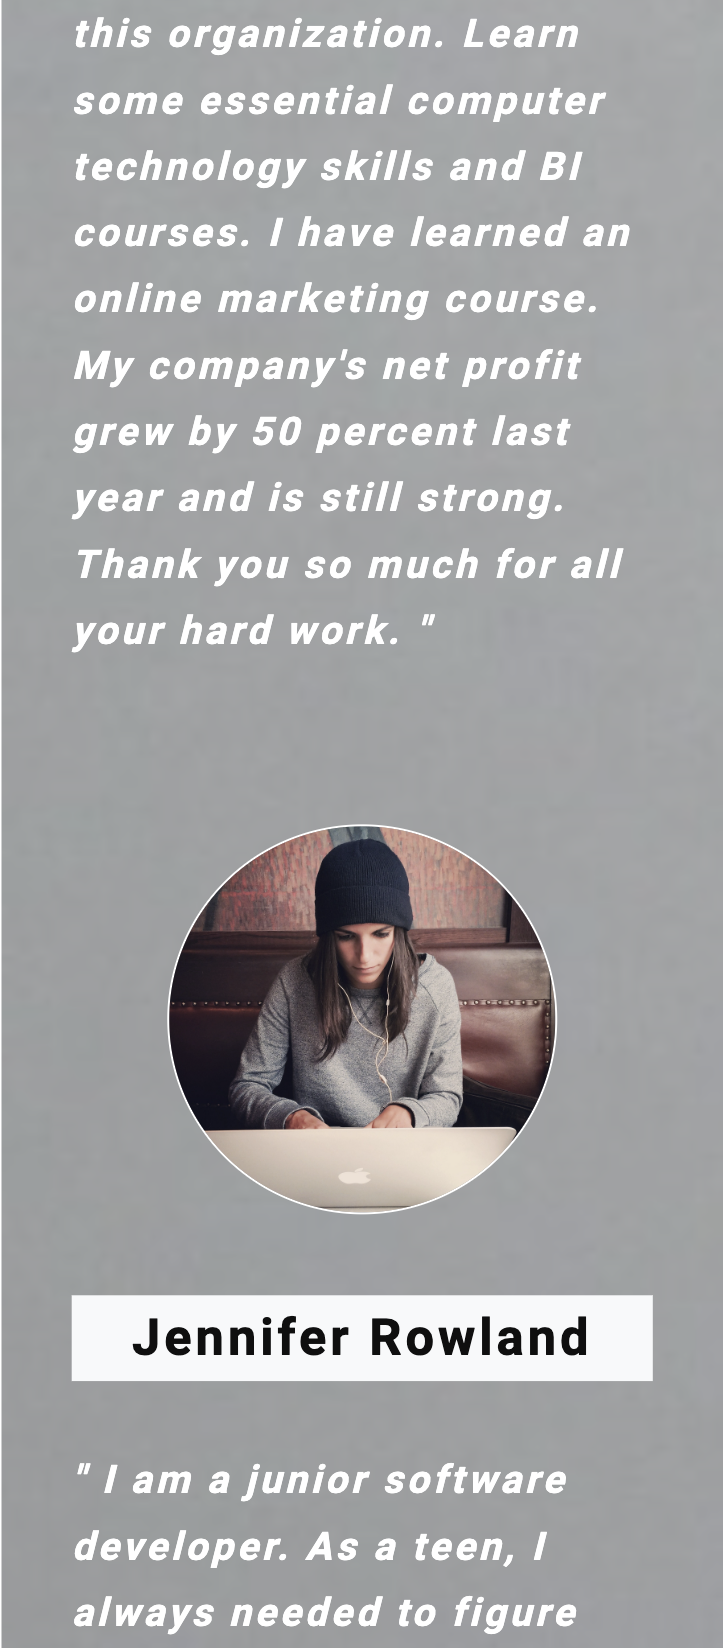 this organization. Learn
some essential computer
technology skills and BI
courses. I have learned an
online marketing course.
My company's net profit
grew by 50 percent last
year and is still strong.
Thank you so much for all
your hard work. "
Jennifer Rowland
" I am a junior software
developer. As a teen, I
always needed to figure